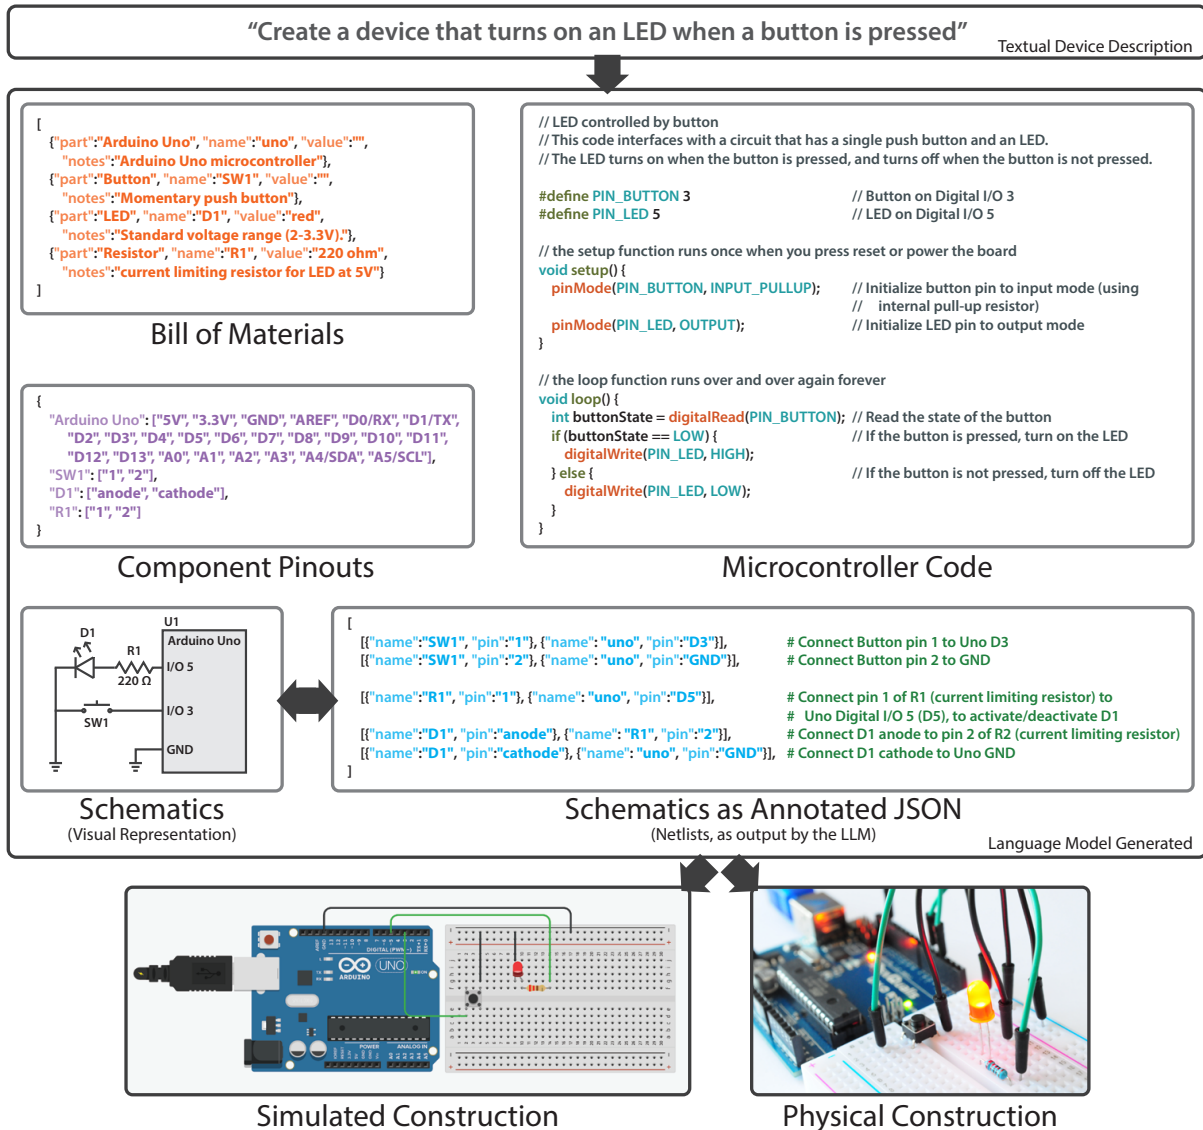 “Create a device that turns on an LED when a button is pressed”
Textual Device Description
[
{"part":"Arduino Uno", "name":"uno", "value":"",
"notes":"Arduino Uno microcontroller"},
{"part":"Button", "name":"SW1", "value":"",
"notes":"Momentary push button"},
{"part":"LED", "name":"D1", "value":"red",
"notes":"Standard voltage range (2-3.3V)."},
{"part":"Resistor", "name":"R1", "value":"220 ohm",
"notes":"current limiting resistor for LED at 5V"}
]
Bill of Materials
{
"Arduino Uno": ["5V", "3.3V", "GND", "AREF", "D0/RX", "D1/TX",
"D2", "D3", "D4", "D5", "D6", "D7", "D8", "D9", "D10", "D11",
"D12", "D13", "A0", "A1", "A2", "A3", "A4/SDA", "A5/SCL"],
"SW1": ["1", "2"],
"D1": ["anode", "cathode"],
"R1": ["1", "2"]
}
Component Pinouts
// LED controlled by button
// This code interfaces with a circuit that has a single push button and an LED.
// The LED turns on when the button is pressed, and turns off when the button is not pressed.
#define PIN_BUTTON 3 // Button on Digital I/O 3
#define PIN_LED 5 // LED on Digital I/O 5
// the setup function runs once when you press reset or power the board
void setup() {
pinMode(PIN_BUTTON, INPUT_PULLUP); // Initialize button pin to input mode (using
// internal pull-up resistor)
pinMode(PIN_LED, OUTPUT); // Initialize LED pin to output mode
}
// the loop function runs over and over again forever
void loop() {
int buttonState = digitalRead(PIN_BUTTON); // Read the state of the button
if (buttonState == LOW) { // If the button is pressed, turn on the LED
digitalWrite(PIN_LED, HIGH);
} else { // If the button is not pressed, turn off the LED
digitalWrite(PIN_LED, LOW);
}
}
Microcontroller Code
U1
Arduino Uno
D1
R1
220 Ω
I/O 5
SW1
I/O 3
GND
Schematics
(Visual Representation)
[
[{"name":"SW1", "pin":"1"}, {"name": "uno", "pin":"D3"}], # Connect Button pin 1 to Uno D3
[{"name":"SW1", "pin":"2"}, {"name": "uno", "pin":"GND"}], # Connect Button pin 2 to GND
[{"name":"R1", "pin":"1"}, {"name": "uno", "pin":"D5"}], # Connect pin 1 of R1 (current limiting resistor) to
# Uno Digital I/O 5 (D5), to activate/deactivate D1
[{"name":"D1", "pin":"anode"}, {"name": "R1", "pin":"2"}], # Connect D1 anode to pin 2 of R2 (current limiting resistor)
[{"name":"D1", "pin":"cathode"}, {"name": "uno", "pin":"GND"}], # Connect D1 cathode to Uno GND
]
Schematics as Annotated JSON
(Netlists, as output by the LLM)
Language Model Generated
DIGITAL (PWM~)
UNO
ARDUINO
POWER
ANALOG IN
Simulated Construction
Physical Construction